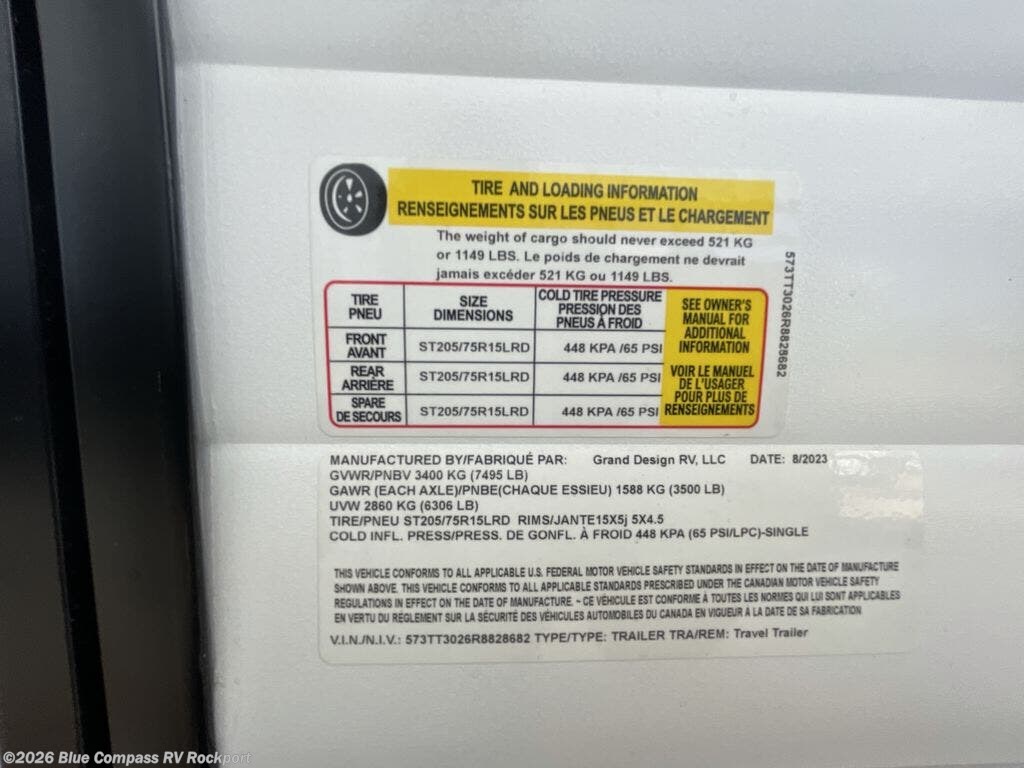 TIRE AND LOADING INFORMATION
RENSEIGNEMENTS SUR LES PNEUS ET LE CHARGEMENT
The weight of cargo should never exceed 521 KG
or 1149 LBS. Le poids de chargement ne devrait
jamais excéder 521 KG ou 1149 LBS.
TIRE PNEU SIZE DIMENSIONS COLD TIRE PRESSURE PRESSION DES PNEUS À FROID
FRONT AVANT ST205/75R15LRD 448 KPA /65 PSI
REAR ARRIÈRE ST205/75R15LRD 448 KPA /65 PSI
SPARE DE SECOURS ST205/75R15LRD 448 KPA /65 PSI
SEE OWNER'S
MANUAL FOR
ADDITIONAL
INFORMATION
VOIR LE MANUEL
DE L'USAGER
POUR PLUS DE
RENSEIGNEMENTS
573TT3026R8828682
MANUFACTURED BY/FABRIQUÉ PAR: Grand Design RV, LLC DATE: 8/2023
GVWR/PNBV 3400 KG (7495 LB)
GAWR (EACH AXLE)/PNBE(CHAQUE ESSIEU) 1588 KG (3500 LB)
UVW 2860 KG (6306 LB)
TIRE/PNEU ST205/75R15LRD RIMS/JANTE15X5j 5X4.5
COLD INFL. PRESS/PRESS. DE GONFL. À FROID 448 KPA (65 PSI/LPC)-SINGLE
THIS VEHICLE CONFORMS TO ALL APPLICABLE U.S. FEDERAL MOTOR VEHICLE SAFETY STANDARDS IN EFFECT ON THE DATE OF MANUFACTURE
SHOWN ABOVE. THIS VEHICLE CONFORMS TO ALL APPLICABLE STANDARDS PRESCRIBED UNDER THE CANADIAN MOTOR VEHICLE SAFETY
REGULATIONS IN EFFECT ON THE DATE OF MANUFACTURE. ~ CE VÉHICULE EST CONFORME À TOUTES LES NORMES QUI LUI SONT APPLICABLES
EN VERTU DU RÈGLEMENT SUR LA SÉCURITÉ DES VÉHICULES AUTOMOBILES DU CANADA EN VIGUEUR À LA DATE DE SA FABRICATION
V.I.N./N.I.V.: 573TT3026R8828682 TYPE/TYPE: TRAILER TRA/REM: Travel Trailer
©2026 Blue Compass RV Rockport